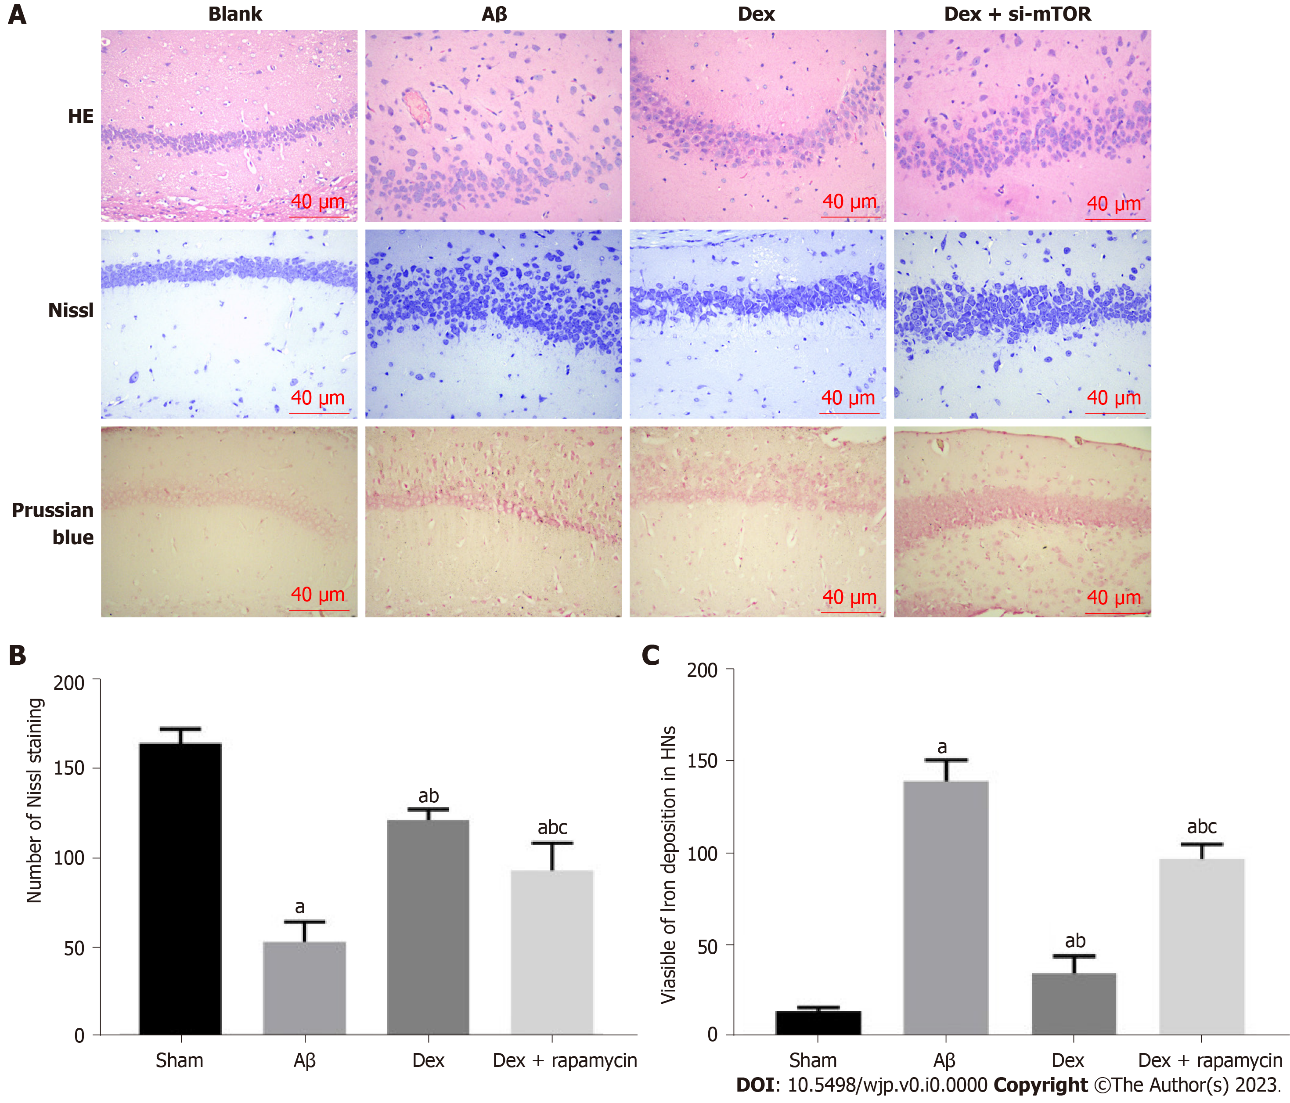 A
Blank Aβ Dex Dex + si-mTOR
HE
40 µm 40 µm 40 µm 40 µm
Nissl
40 µm 40 µm 40 µm 40 µm
Prussian
blue
40 µm 40 µm 40 µm 40 µm
B
Number of Nissl staining
200
150
100
50
0
a
ab
abc
Sham Aβ Dex Dex + rapamycin
C
Viasible of Iron deposition in HNs
200
150
100
50
0
a
ab
abc
Sham Aβ Dex Dex + rapamycin
DOI: 10.5498/wjp.v0.i0.0000 Copyright ©The Author(s) 2023.